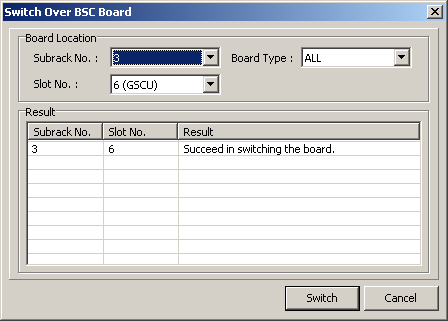 Switch Over BSC Board
Board Location
Subrack No. : 3 Board Type : ALL
Slot No. : 6 (GSCU)
Result
Subrack No. Slot No. Result
3 6 Succeed in switching the board.
Switch Cancel